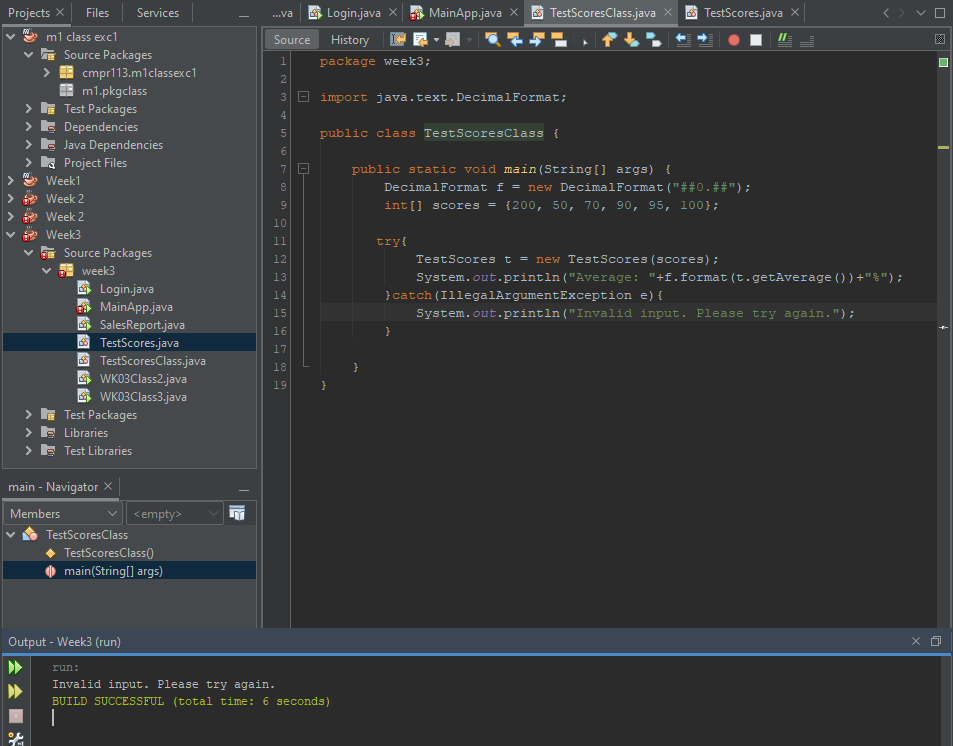 Projects Files Services
...va Login.java MainApp.java TestScoresClass.java TestScores.java
m1 class exc1
Source Packages
cmpr113.m1classexc1
m1.pkgclass
Test Packages
Dependencies
Java Dependencies
Project Files
Week1
Week 2
Week 2
Week3
Source Packages
week3
Login.java
MainApp.java
SalesReport.java
TestScores.java
TestScoresClass.java
WK03Class2.java
WK03Class3.java
Test Packages
Libraries
Test Libraries
main - Navigator
Members <empty>
TestScoresClass
TestScoresClass()
main(String[] args)
Source History
1 package week3;
2
3 import java.text.DecimalFormat;
4
5 public class TestScoresClass {
6
7 public static void main(String[] args) {
8 DecimalFormat f = new DecimalFormat("##0.##");
9 int[] scores = {200, 50, 70, 90, 95, 100};
10
11 try{
12 TestScores t = new TestScores(scores);
13 System.out.println("Average: "+f.format(t.getAverage())+"%");
14 }catch(IllegalArgumentException e){
15 System.out.println("Invalid input. Please try again.");
16 }
17
18 }
19 }
Output - Week3 (run)
run:
Invalid input. Please try again.
BUILD SUCCESSFUL (total time: 6 seconds)